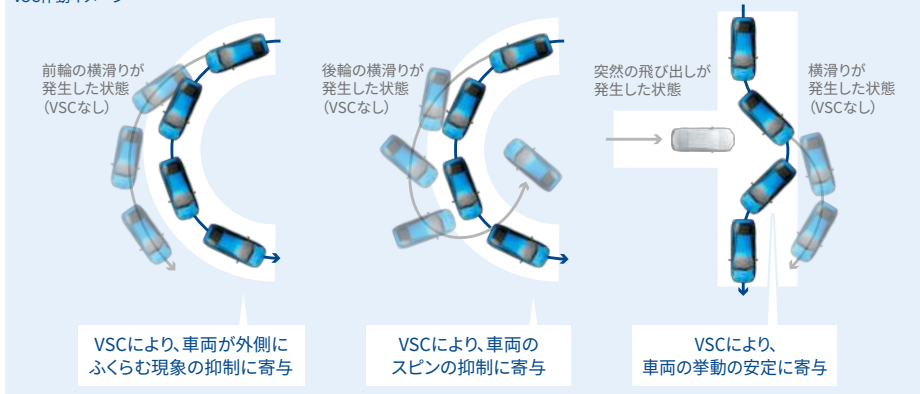 前輪の横滑りが
発生した状態
（VSCなし）
後輪の横滑りが
発生した状態
（VSCなし）
突然の飛び出しが
発生した状態
横滑りが
発生した状態
（VSCなし）
VSCにより、車両が外側に
ふくらむ現象の抑制に寄与
VSCにより、車両の
スピンの抑制に寄与
VSCにより、
車両の挙動の安定に寄与